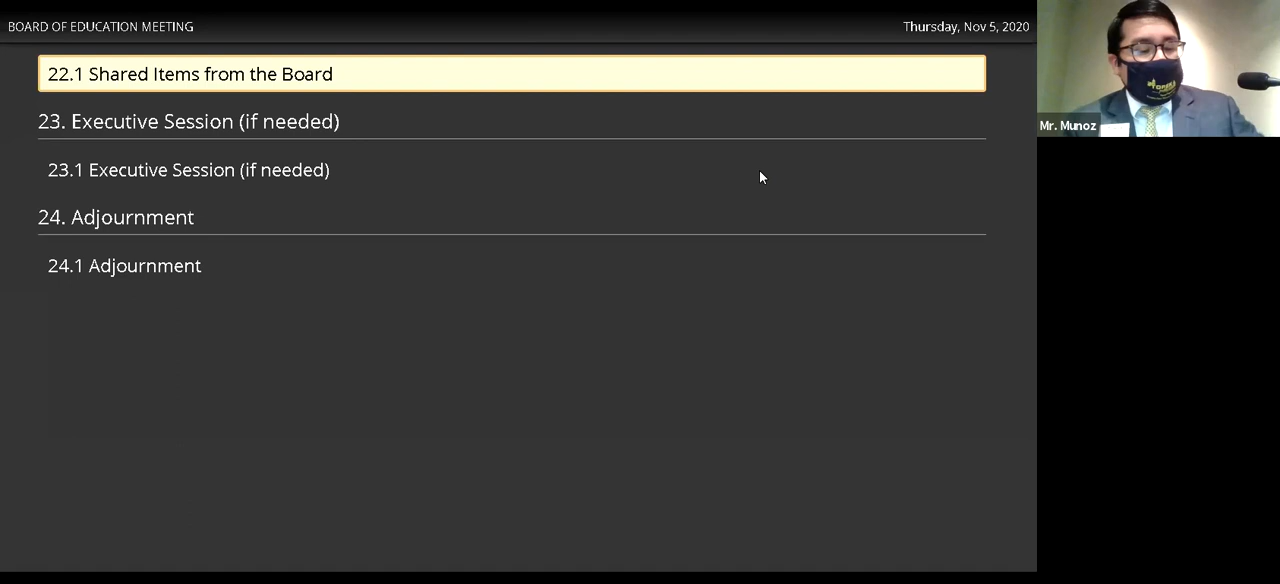 BOARD OF EDUCATION MEETING
Thursday, Nov 5, 2020
22.1 Shared Items from the Board
23. Executive Session (if needed)
23.1 Executive Session (if needed)
24. Adjournment
24.1 Adjournment
Mr. Munoz